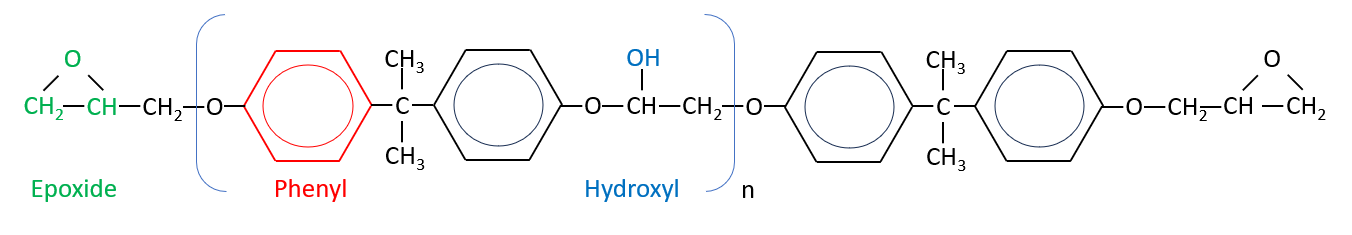 O CH₃ OH CH₃ O
CH₂ CH CH₂ O C O CH CH₂ O C O CH₂ CH CH₂
CH₃ CH₃
Epoxide Phenyl Hydroxyl n